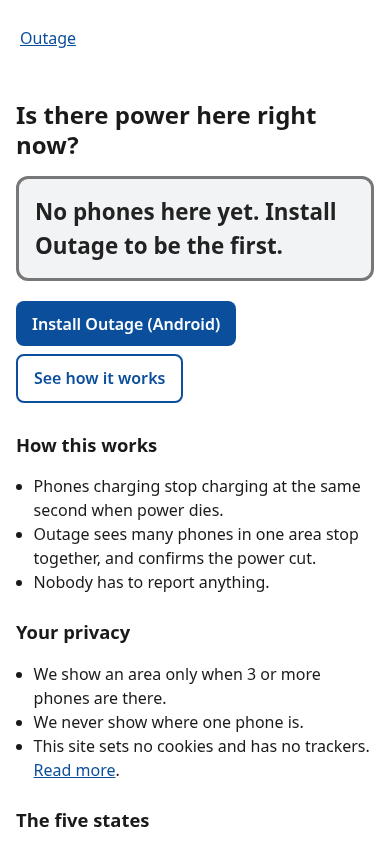 Outage
Is there power here right
now?
No phones here yet. Install
Outage to be the first.
Install Outage (Android)
See how it works
How this works
• Phones charging stop charging at the same
second when power dies.
• Outage sees many phones in one area stop
together, and confirms the power cut.
• Nobody has to report anything.
Your privacy
• We show an area only when 3 or more
phones are there.
• We never show where one phone is.
• This site sets no cookies and has no trackers.
Read more.
The five states